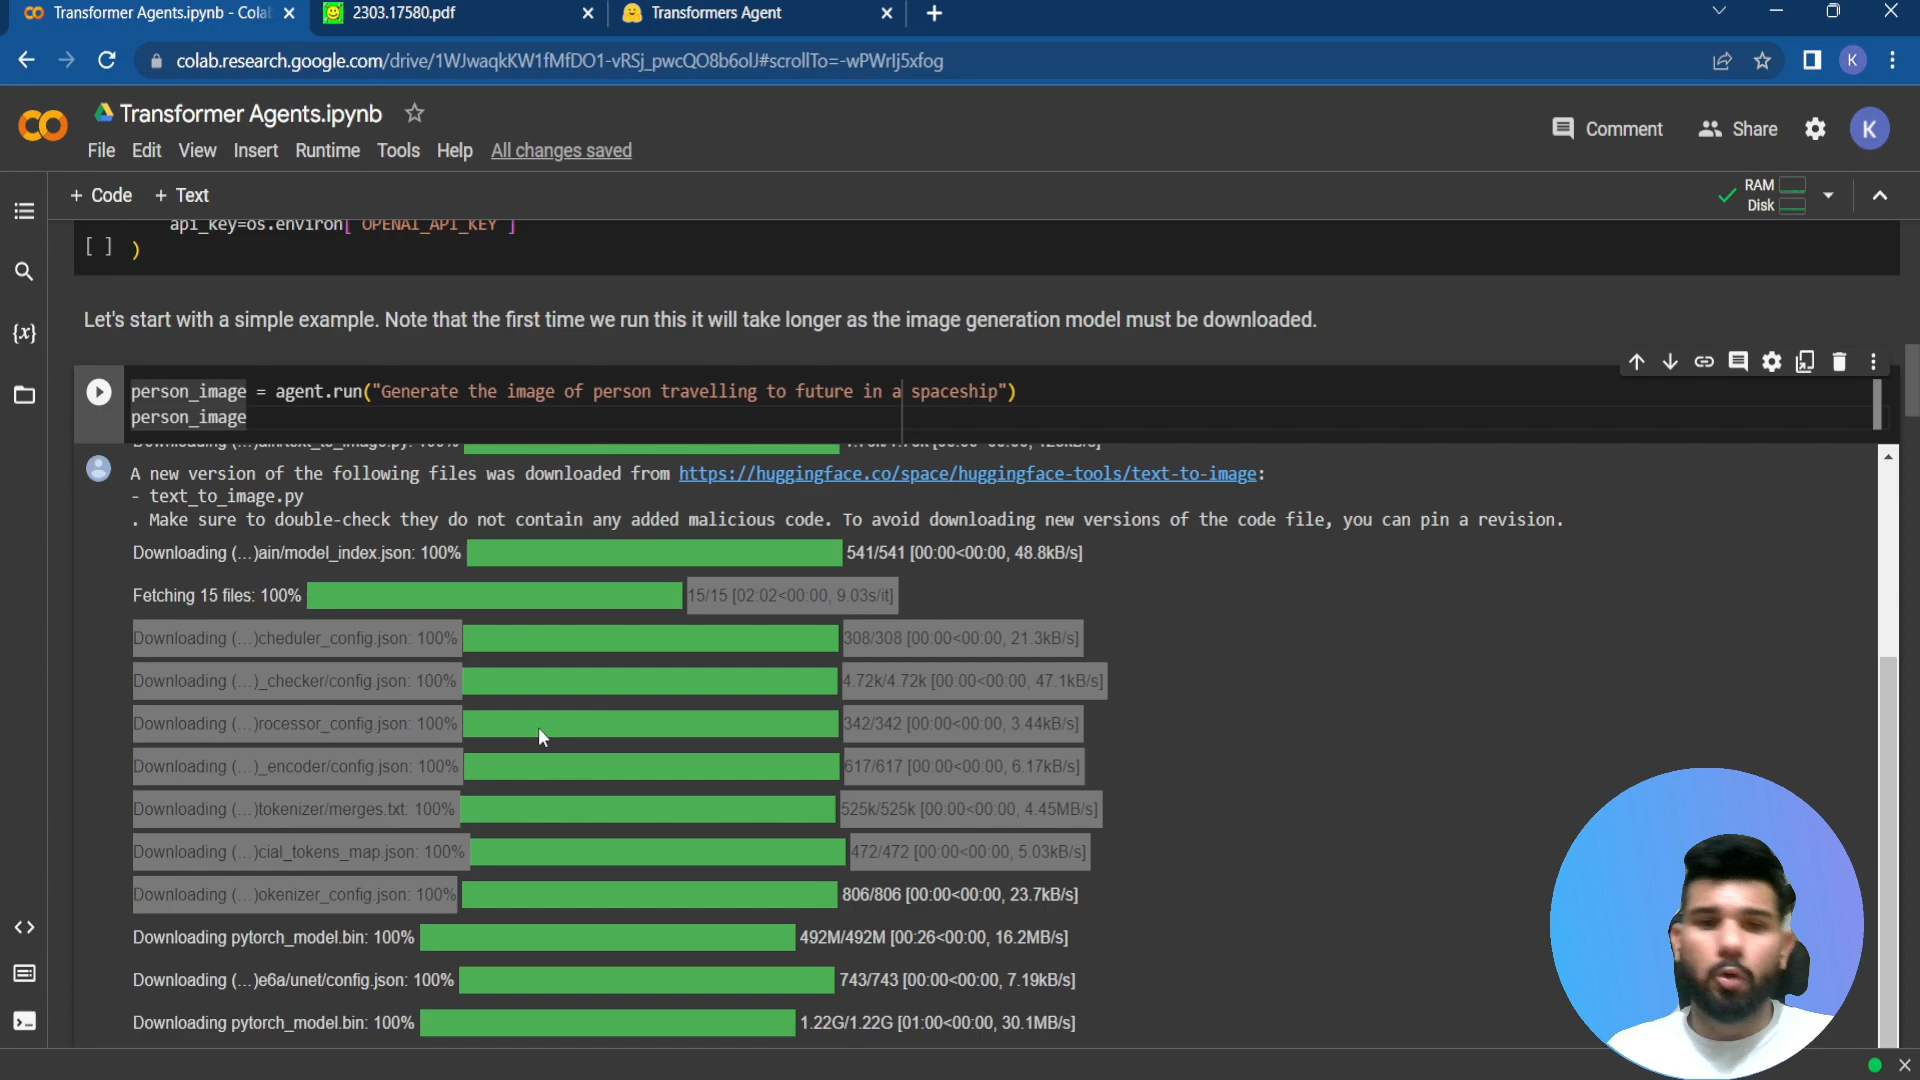 Transformer Agents.ipynb - Cola
2303.17580.pdf
Transformers Agent
colab.research.google.com/drive/1WJwaqkKW1fMfDO1-vRSj_pwcQO8b6olJ#scrollTo=-wPWrlj5xfog
K
Transformer Agents.ipynb
Comment
Share
K
File Edit View Insert Runtime Tools Help All changes saved
+ Code + Text
RAM
Disk
api_key=os.environ["OPENAI_API_KEY"]
[ ] )
Let's start with a simple example. Note that the first time we run this it will take longer as the image generation model must be downloaded.
person_image = agent.run("Generate the image of person travelling to future in a spaceship")
person_image
A new version of the following files was downloaded from https://huggingface.co/space/huggingface-tools/text-to-image:
- text_to_image.py
. Make sure to double-check they do not contain any added malicious code. To avoid downloading new versions of the code file, you can pin a revision.
Downloading (…)ain/model_index.json: 100% 541/541 [00:00<00:00, 48.8kB/s]
Fetching 15 files: 100% 15/15 [02:02<00:00, 9.03s/it]
Downloading (…)cheduler_config.json: 100% 308/308 [00:00<00:00, 21.3kB/s]
Downloading (…)_checker/config.json: 100% 4.72k/4.72k [00:00<00:00, 47.1kB/s]
Downloading (…)rocessor_config.json: 100% 342/342 [00:00<00:00, 3.44kB/s]
Downloading (…)_encoder/config.json: 100% 617/617 [00:00<00:00, 6.17kB/s]
Downloading (…)tokenizer/merges.txt: 100% 525k/525k [00:00<00:00, 4.45MB/s]
Downloading (…)cial_tokens_map.json: 100% 472/472 [00:00<00:00, 5.03kB/s]
Downloading (…)okenizer_config.json: 100% 806/806 [00:00<00:00, 23.7kB/s]
Downloading pytorch_model.bin: 100% 492M/492M [00:26<00:00, 16.2MB/s]
Downloading (…)e6a/unet/config.json: 100% 743/743 [00:00<00:00, 7.19kB/s]
Downloading pytorch_model.bin: 100% 1.22G/1.22G [01:00<00:00, 30.1MB/s]